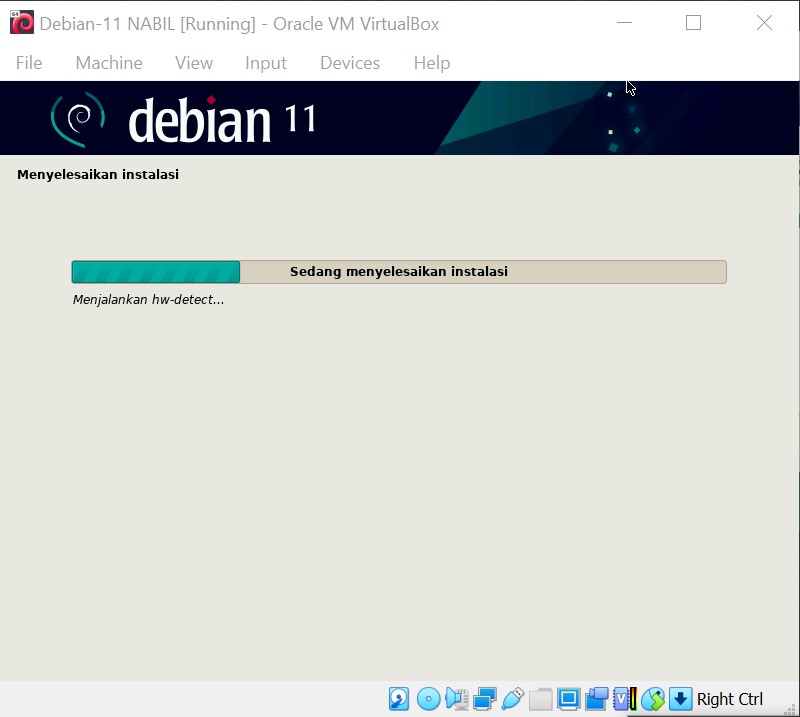 Debian-11 NABIL [Running] - Oracle VM VirtualBox
File Machine View Input Devices Help
debian 11
Menyelesaikan instalasi
Sedang menyelesaikan instalasi
Menjalankan hw-detect...
Right Ctrl